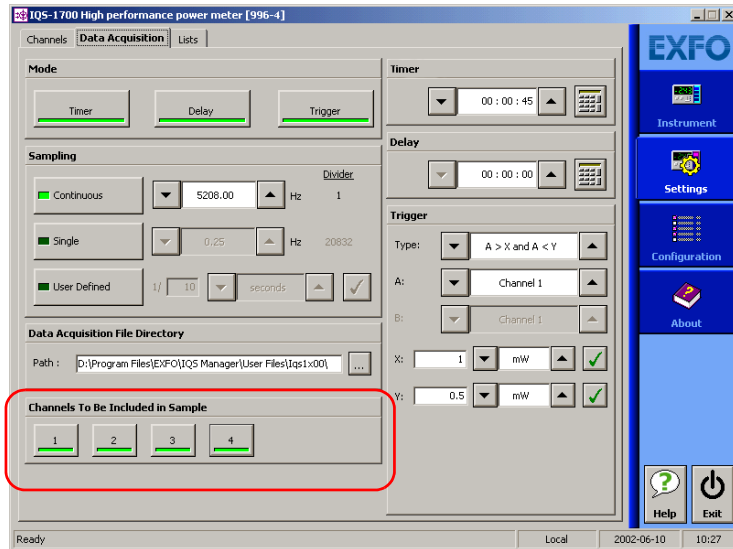 IQS-1700 High performance power meter [996-4]
Channels Data Acquisition Lists
Mode
Timer Delay Trigger
Sampling
Divider
Continuous 5208.00 Hz 1
Single 0.25 Hz 20832
User Defined 1/ 10 seconds
Data Acquisition File Directory
Path : D:\Program Files\EXFO\IQS Manager\User Files\Iqs1x00\ ...
Channels To Be Included in Sample
1 2 3 4
Timer
00 : 00 : 45
Delay
00 : 00 : 00
Trigger
Type: A > X and A < Y
A: Channel 1
B: Channel 1
X: 1 mW
Y: 0.5 mW
EXFO
Instrument
Settings
Configuration
About
? Help Exit
Ready Local 2002-06-10 10:27